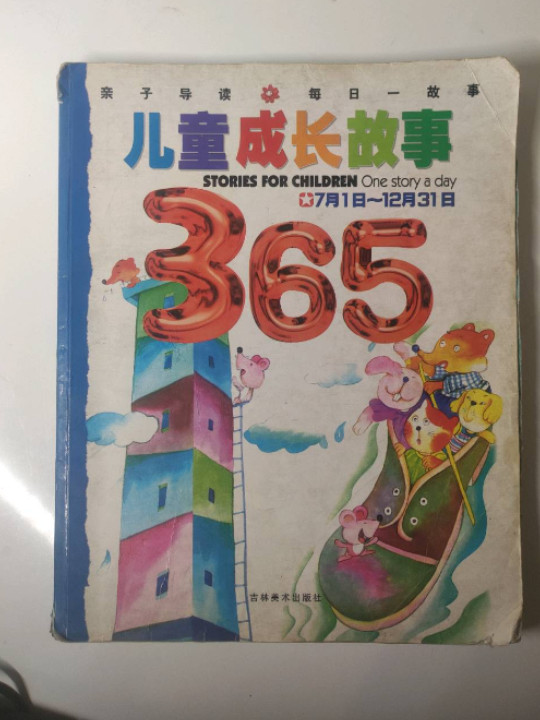 亲子导读 每日一故事
儿童成长故事
STORIES FOR CHILDREN One story a day
7月1日~12月31日
365
吉林美术出版社